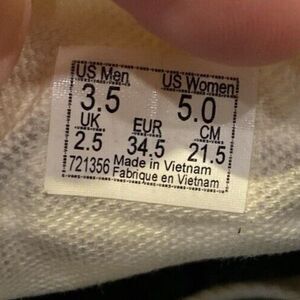 US Men US Women
3.5 5.0
UK EUR CM
2.5 34.5 21.5
721356 Made in Vietnam
Fabrique en Vietnam